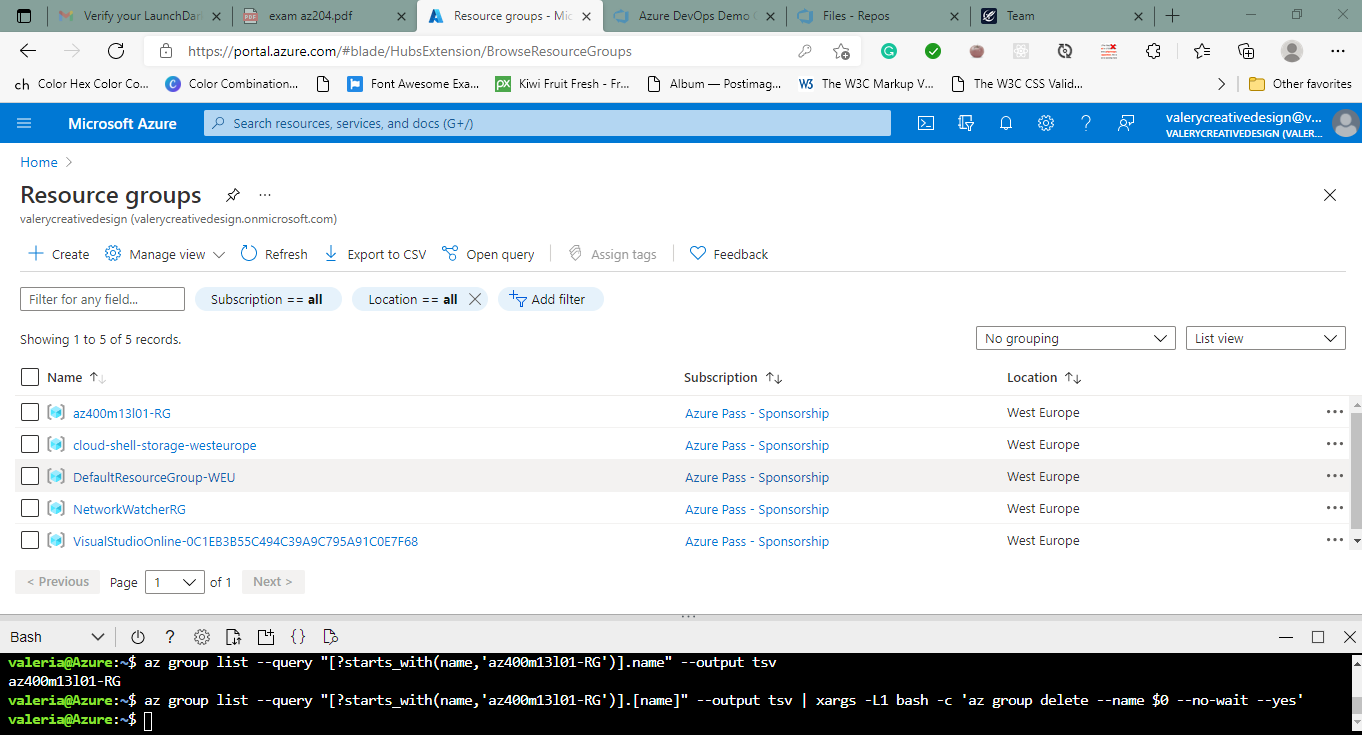 Verify your LaunchDar
exam az204.pdf
Resource groups - Mic
Azure DevOps Demo
Files - Repos
Team
https://portal.azure.com/#blade/HubsExtension/BrowseResourceGroups
ch Color Hex Color Co...
Color Combination...
Font Awesome Exa...
Kiwi Fruit Fresh - Fr...
Album — Postimag...
The W3C Markup V...
The W3C CSS Valid...
Other favorites
Microsoft Azure
Search resources, services, and docs (G+/)
valerycreativedesign@v...
VALERYCREATIVEDESIGN (VALER...
Home
Resource groups
valerycreativedesign (valerycreativedesign.onmicrosoft.com)
Create
Manage view
Refresh
Export to CSV
Open query
Assign tags
Feedback
Filter for any field...
Subscription == all
Location == all
Add filter
Showing 1 to 5 of 5 records.
No grouping
List view
Name
Subscription
Location
az400m13l01-RG Azure Pass - Sponsorship West Europe
cloud-shell-storage-westeurope Azure Pass - Sponsorship West Europe
DefaultResourceGroup-WEU Azure Pass - Sponsorship West Europe
NetworkWatcherRG Azure Pass - Sponsorship West Europe
VisualStudioOnline-0C1EB3B55C494C39A9C795A91C0E7F68 Azure Pass - Sponsorship West Europe
< Previous Page 1 of 1 Next >
Bash
valeria@Azure:~$ az group list --query "[?starts_with(name,'az400m13l01-RG')].name" --output tsv
az400m13l01-RG
valeria@Azure:~$ az group list --query "[?starts_with(name,'az400m13l01-RG')].[name]" --output tsv | xargs -L1 bash -c 'az group delete --name $0 --no-wait --yes'
valeria@Azure:~$